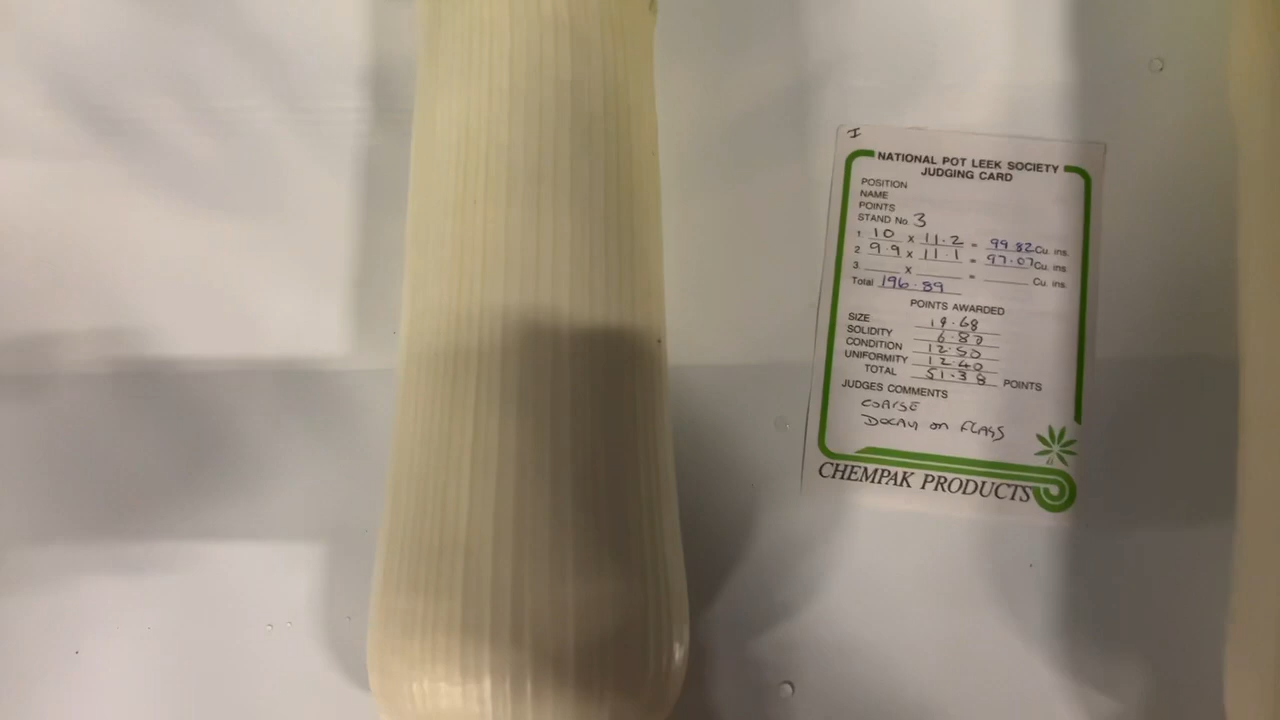 I
NATIONAL POT LEEK SOCIETY
JUDGING CARD
POSITION
NAME
POINTS
STAND No. 3
1. 10 x 11.2 = 99.82 Cu. ins.
2. 9.9 x 11.1 = 97.07 Cu. ins.
3. ____ x ____ = ____ Cu. ins.
Total 196.89
POINTS AWARDED
SIZE 19.68
SOLIDITY 6.80
CONDITION 12.50
UNIFORMITY 12.40
TOTAL 51.38 POINTS
JUDGES COMMENTS
COARSE
DECAY on FLAGS
CHEMPAK PRODUCTS